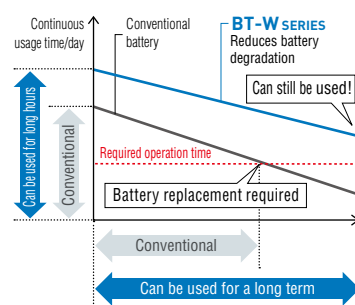 Continuous
usage time/day
Conventional
battery
BT-W SERIES
Reduces battery
degradation
Can still be used!
Can be used for long hours
Conventional
Required operation time
Battery replacement required
Conventional
Can be used for a long term